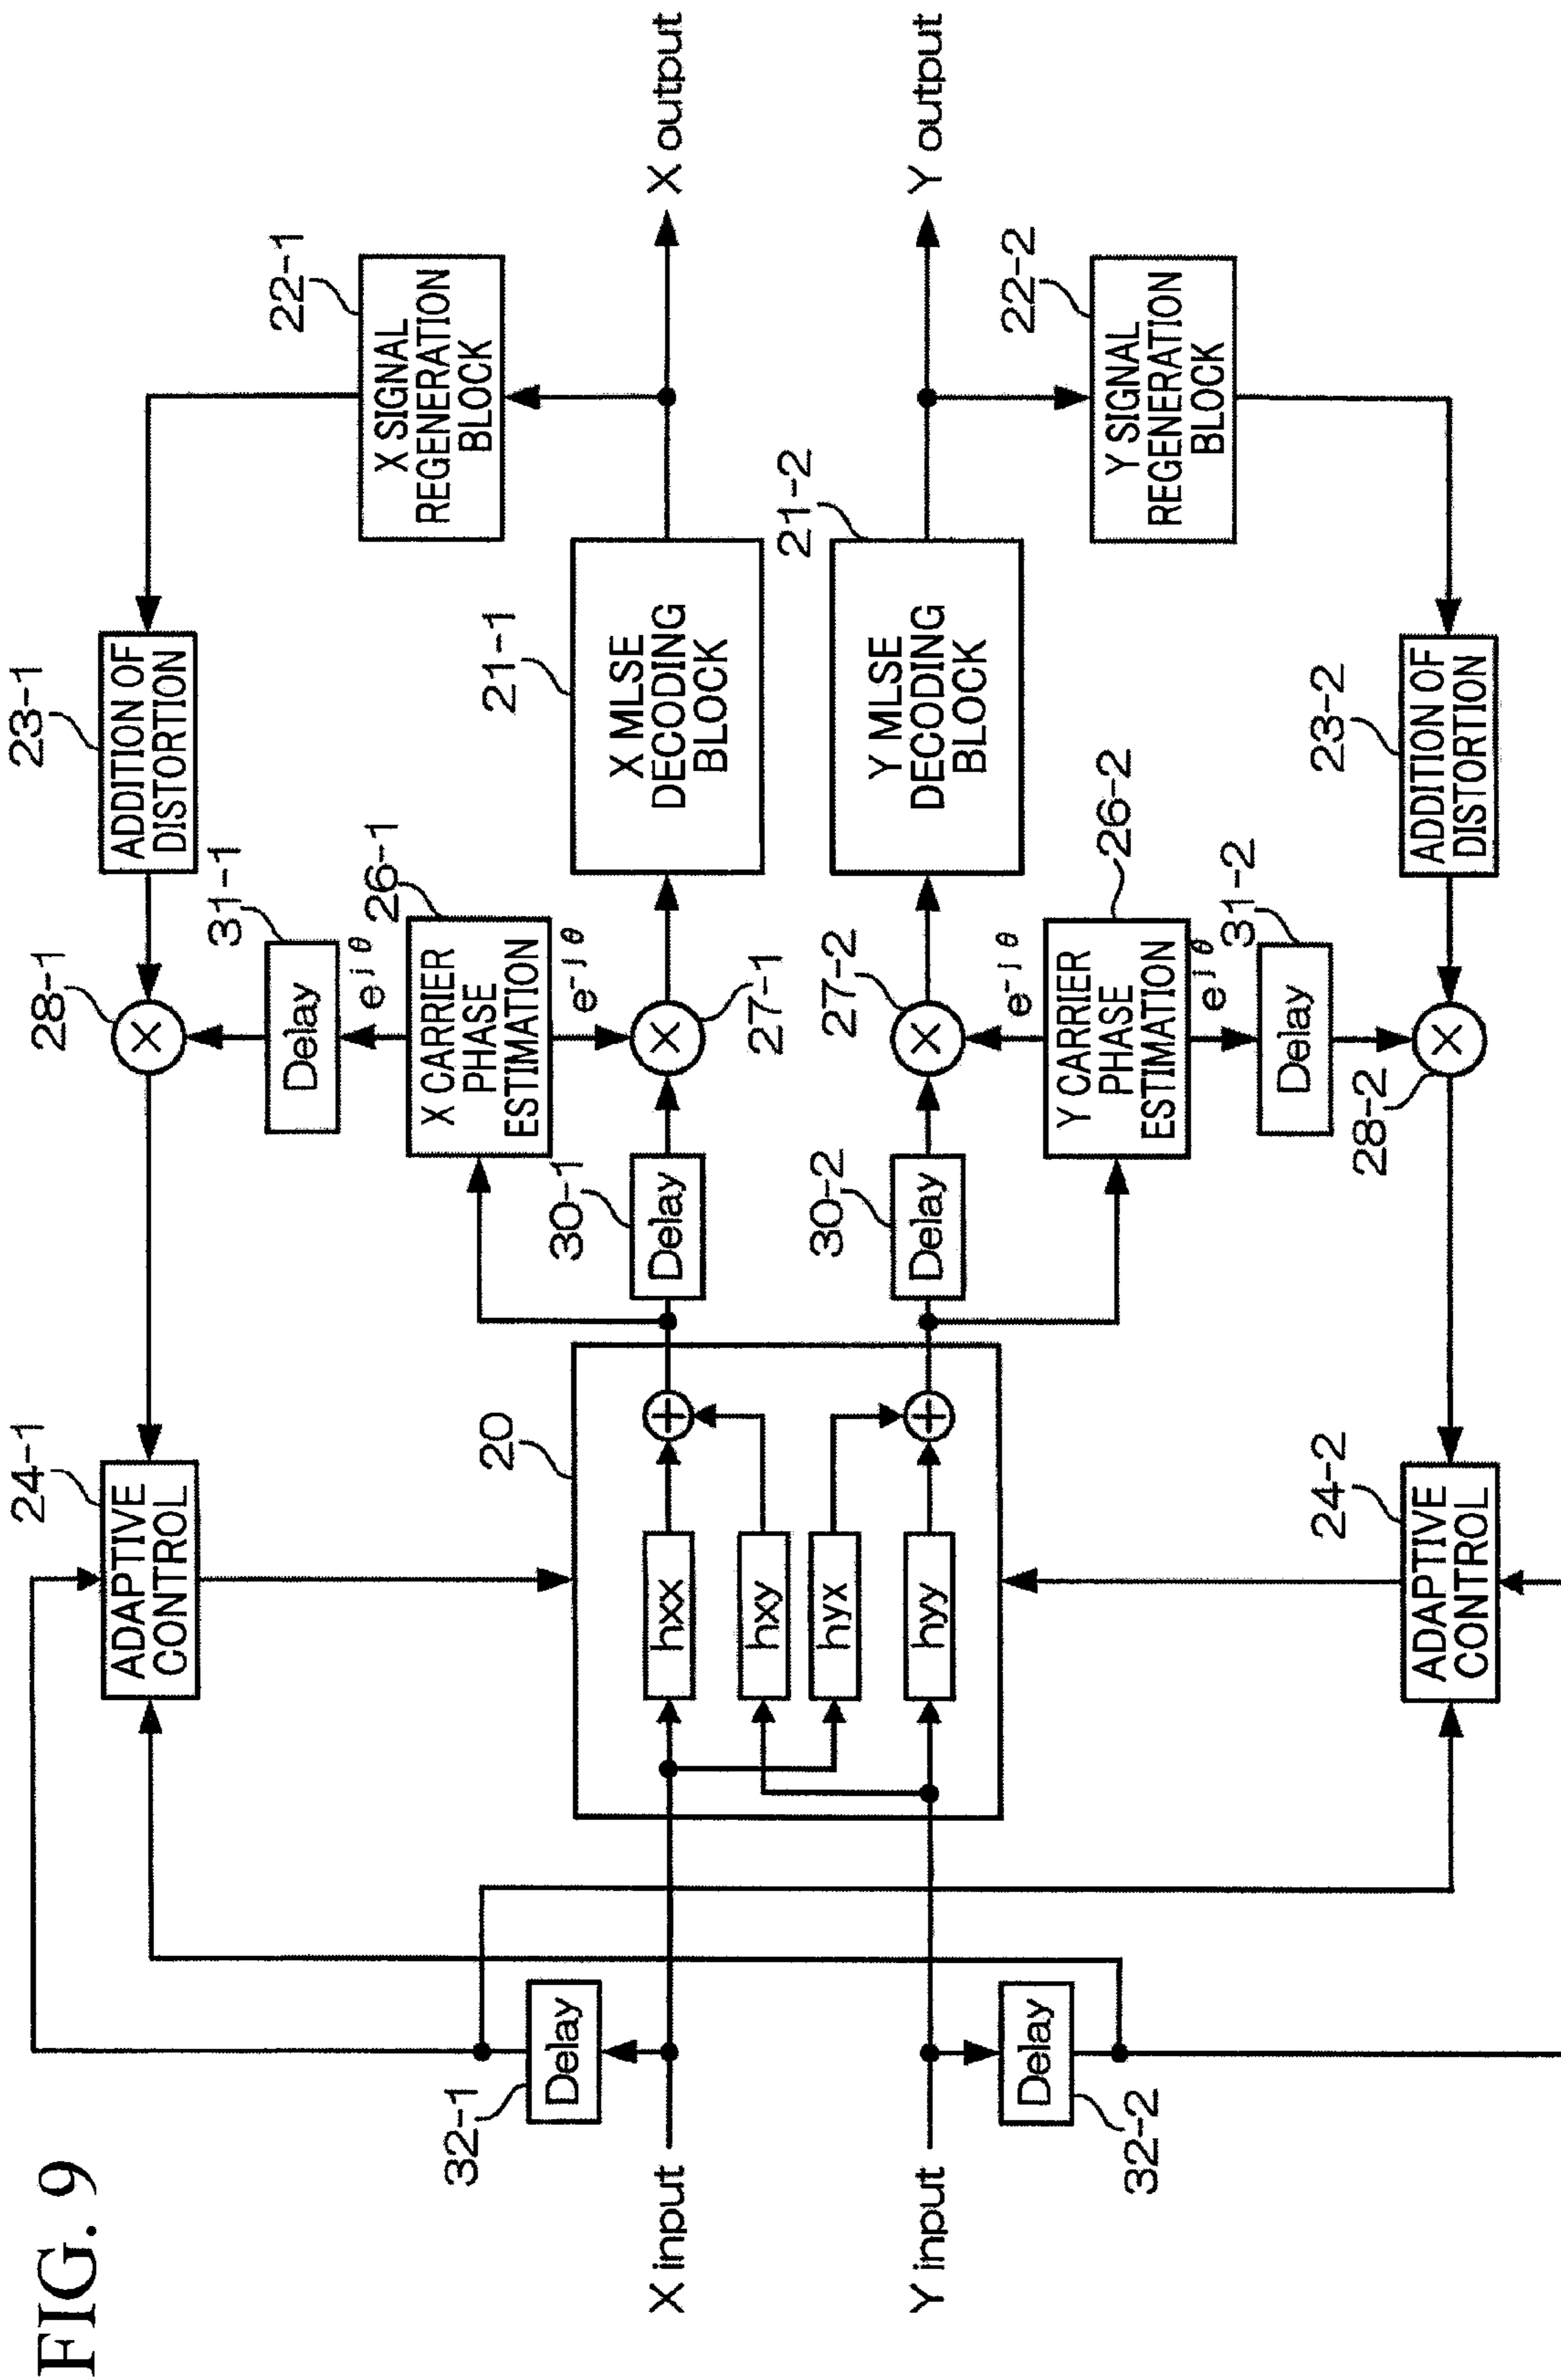 FIG. 9
23-1
22-1
24-1
28-1
ADDITION OF
DISTORTION
X SIGNAL
REGENERATION
BLOCK
ADAPTIVE
CONTROL
31-1
Delay
e^jθ
26-1
X CARRIER
PHASE
ESTIMATION
e^-jθ
21-1
32-1
Delay
20
30-1
Delay
27-1
X MLSE
DECODING
BLOCK
X input
hxx
X output
hxy
hyx
21-2
30-2
27-2
Y input
hyy
Delay
Y MLSE
DECODING
BLOCK
Y output
e^-jθ
26-2
22-2
Delay
32-2
Y CARRIER
PHASE
ESTIMATION
e^jθ
31-2
Delay
Y SIGNAL
REGENERATION
BLOCK
24-2
28-2
23-2
ADAPTIVE
CONTROL
ADDITION OF
DISTORTION